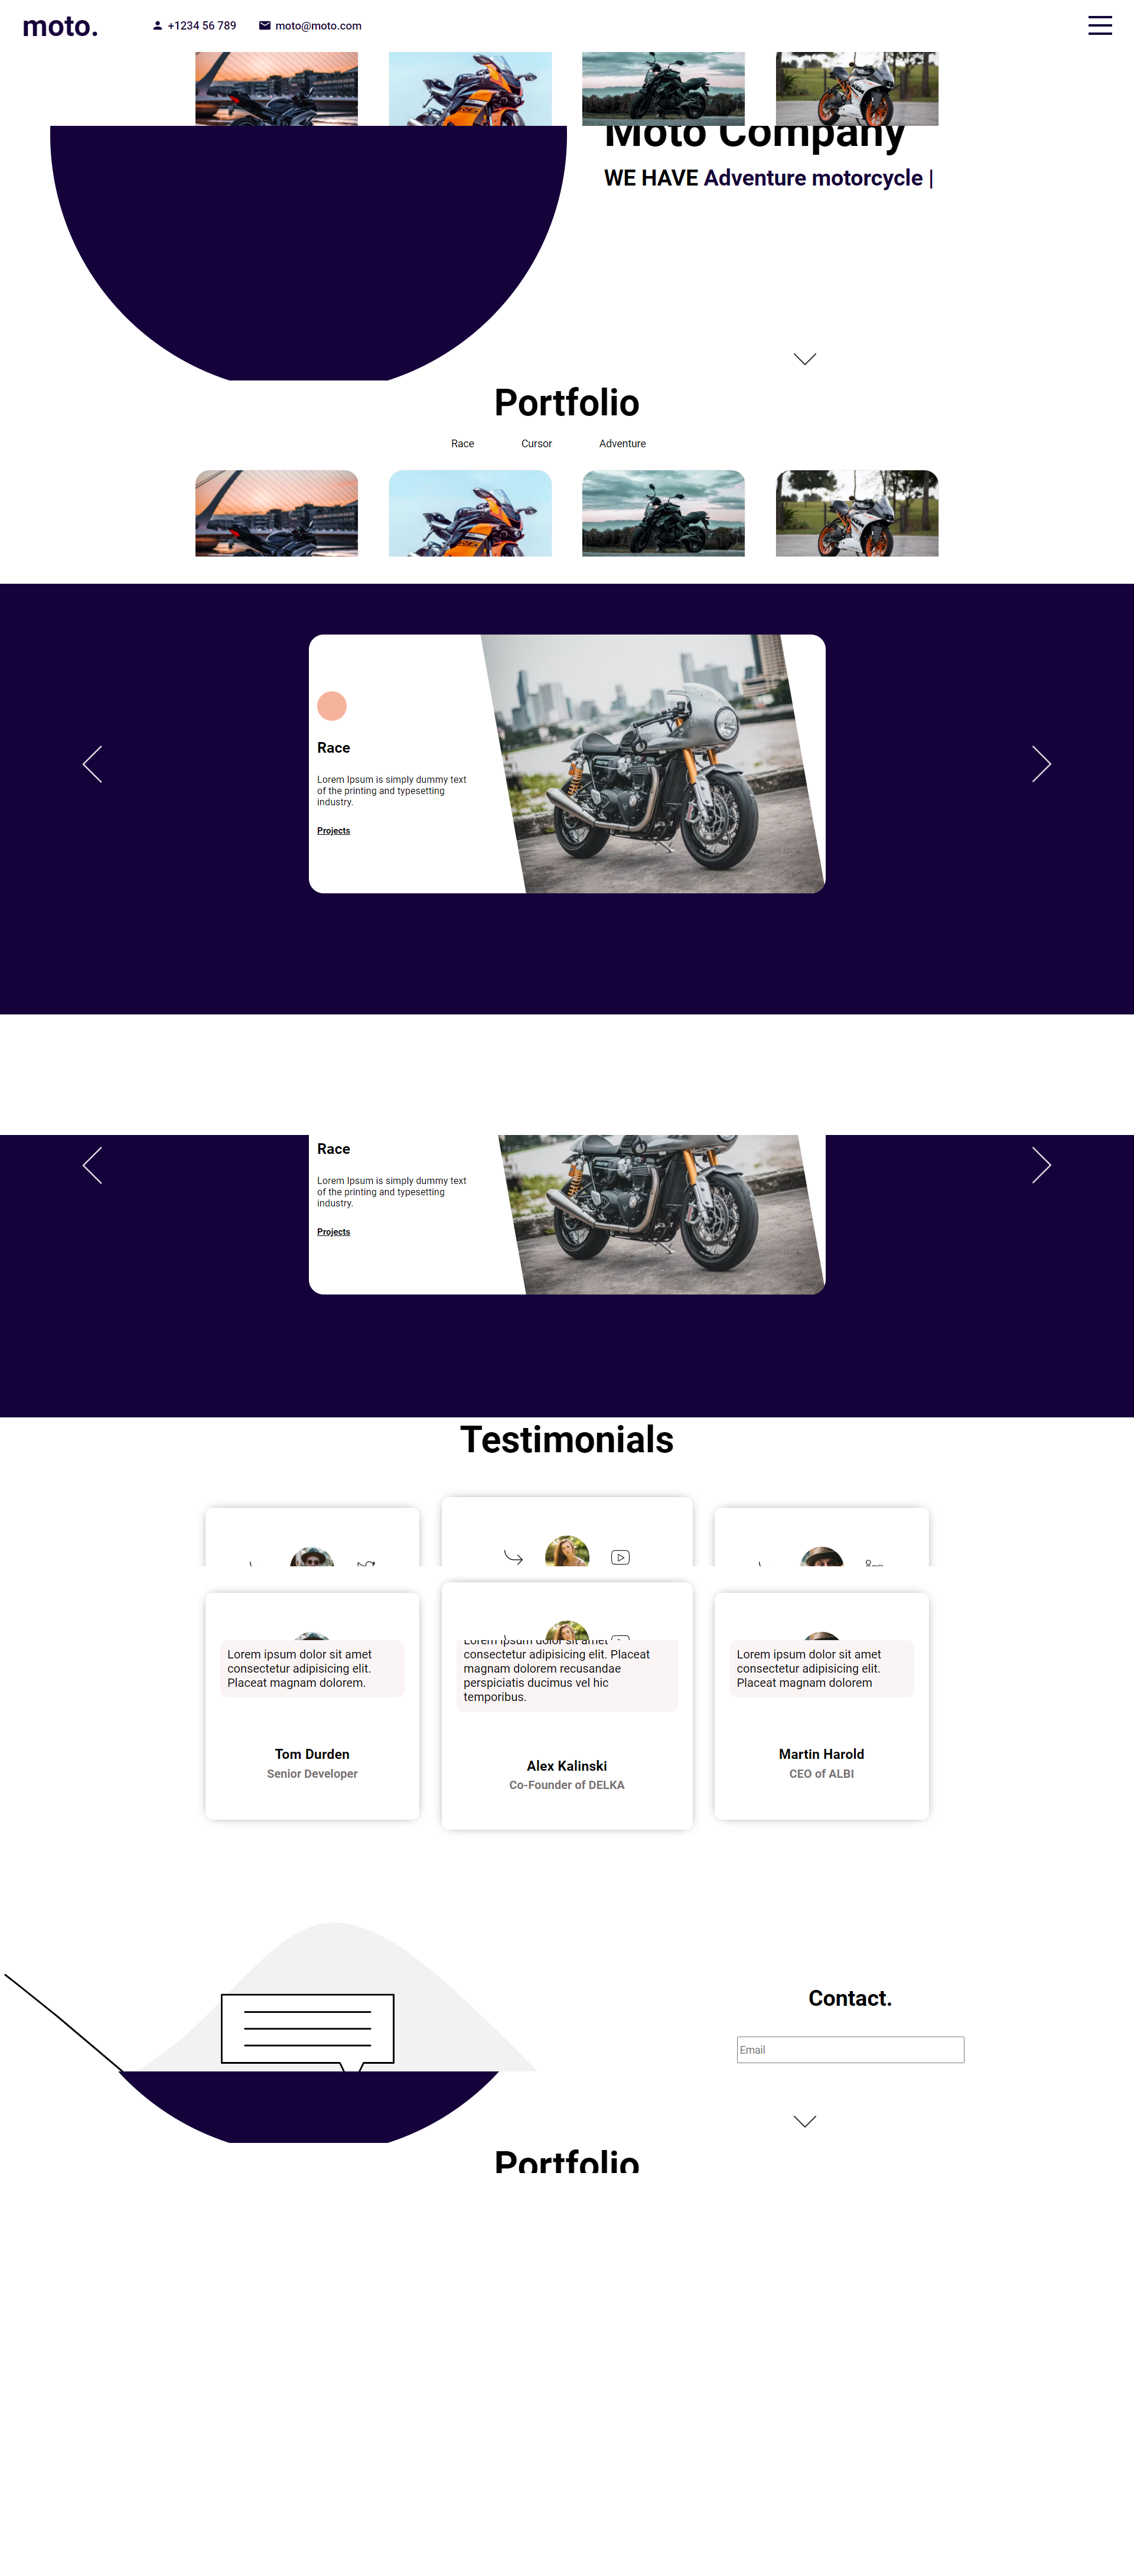 moto.
+1234 56 789
moto@moto.com
Moto Company
WE HAVE Adventure motorcycle |
Portfolio
Race
Cursor
Adventure
Race
Lorem Ipsum is simply dummy text
of the printing and typesetting
industry.
Projects
Race
Lorem Ipsum is simply dummy text
of the printing and typesetting
industry.
Projects
Testimonials
Lorem ipsum dolor sit amet
consectetur adipisicing elit.
Placeat magnam dolorem.
Tom Durden
Senior Developer
Lorem ipsum dolor sit amet
consectetur adipisicing elit. Placeat
magnam dolorem recusandae
perspiciatis ducimus vel hic
temporibus.
Alex Kalinski
Co-Founder of DELKA
Lorem ipsum dolor sit amet
consectetur adipisicing elit.
Placeat magnam dolorem
Martin Harold
CEO of ALBI
Contact.
Email
Portfolio